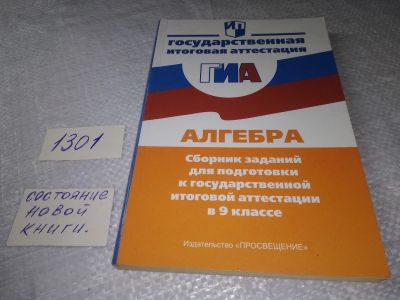 ИП
государственная
итоговая аттестация
ГИА
АЛГЕБРА
Сборник заданий
для подготовки
к государственной
итоговой аттестации
в 9 классе
Издательство «ПРОСВЕЩЕНИЕ»
1301
состояние
новой
книги.